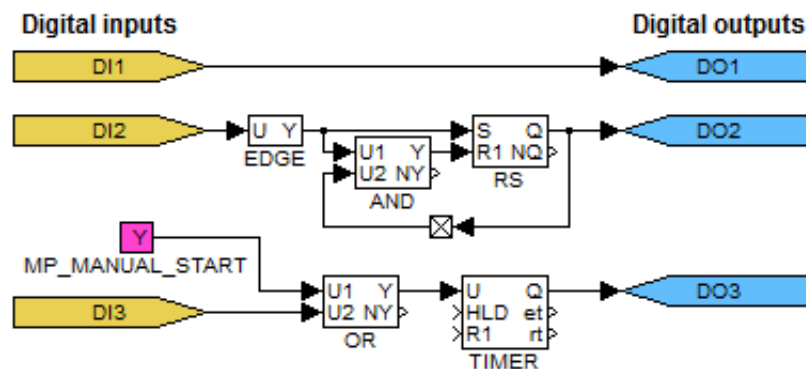 Digital inputs Digital outputs
DI1 DO1
DI2 U Y S Q DO2
EDGE U1 Y R1 NQ
U2 NY RS
AND
Y
MP_MANUAL_START
U1 Y U Q DO3
DI3 U2 NY HLD et
OR R1 rt
TIMER